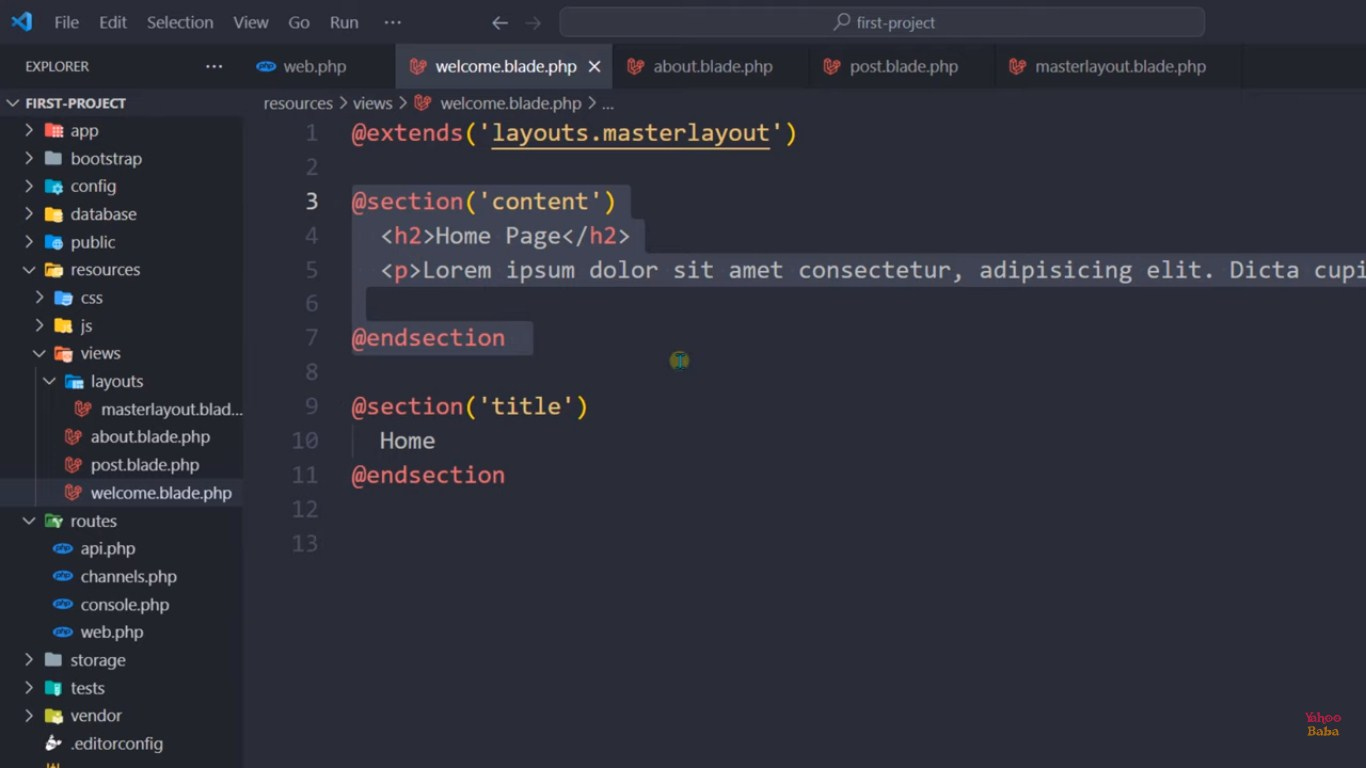 File Edit Selection View Go Run ···
first-project
EXPLORER ···
web.php
welcome.blade.php
about.blade.php
post.blade.php
masterlayout.blade.php
FIRST-PROJECT
resources > views > welcome.blade.php > ...
app
bootstrap
config
database
public
resources
css
js
views
layouts
masterlayout.blad...
about.blade.php
post.blade.php
welcome.blade.php
routes
api.php
channels.php
console.php
web.php
storage
tests
vendor
.editorconfig
1 @extends('layouts.masterlayout')
2
3 @section('content')
4 <h2>Home Page</h2>
5 <p>Lorem ipsum dolor sit amet consectetur, adipisicing elit. Dicta cupi
6
7 @endsection
8
9 @section('title')
10 Home
11 @endsection
12
13
Yahoo
Baba